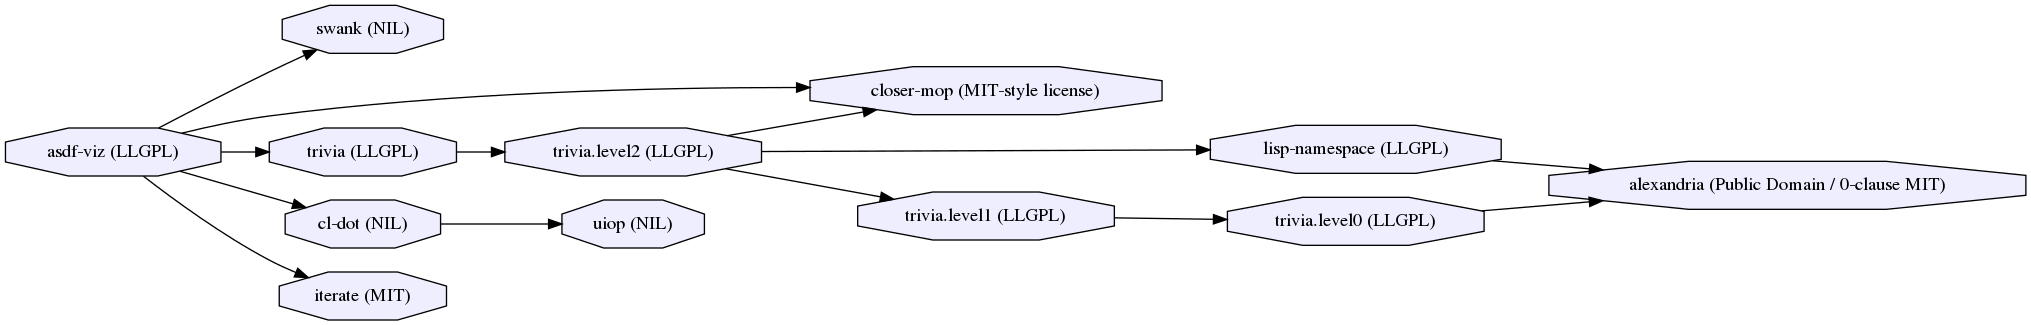 swank (NIL)
closer-mop (MIT-style license)
asdf-viz (LLGPL)
trivia (LLGPL)
trivia.level2 (LLGPL)
lisp-namespace (LLGPL)
alexandria (Public Domain / 0-clause MIT)
trivia.level1 (LLGPL)
trivia.level0 (LLGPL)
cl-dot (NIL)
uiop (NIL)
iterate (MIT)